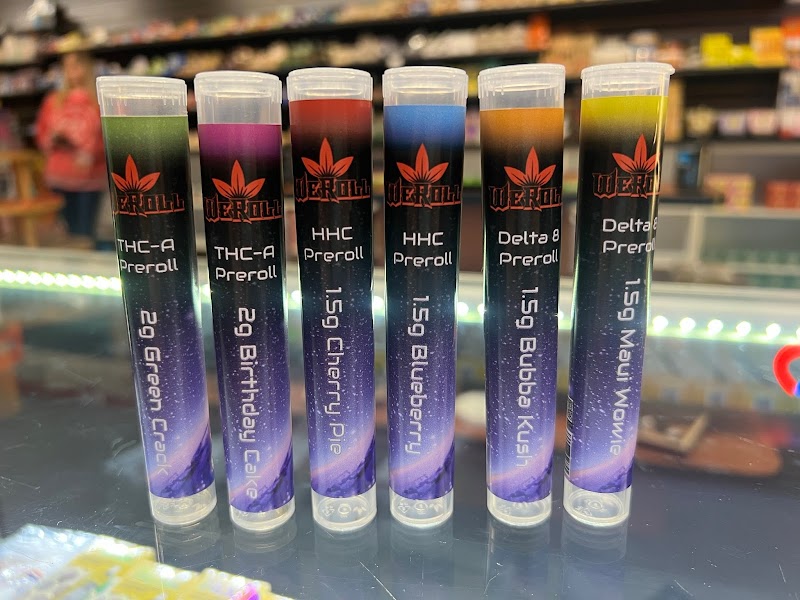 WEROLL
THC-A
Preroll
2g Green Crack
WEROLL
THC-A
Preroll
2g Birthday Cake
WEROLL
HHC
Preroll
1.5g Cherry Pie
WEROLL
HHC
Preroll
1.5g Blueberry
WEROLL
Delta 8
Preroll
1.5g Bubba Kush
WEROLL
Delta 8
Preroll
1.5g Maui Wowie